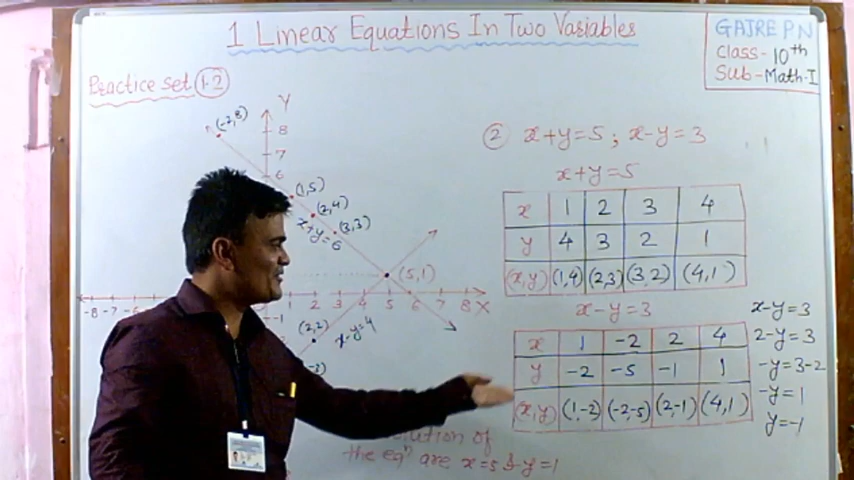 1 Linear Equations In Two Variables
GAJRE P N
Class- 10th
Sub-Math-I
Practice set 1.2
Y
(-2,8)
8
7
6
(1,5)
(2,4)
(3,3)
x+y=6
(5,1)
-8 -7 -6 2 3 4 5 6 7 8 X
-1
(2,2)
x-y=4
-3)
solution of
the eqn are x=5 & y=1
② x+y=5 ; x-y=3
x+y=5
x 1 2 3 4
y 4 3 2 1
(x,y) (1,4) (2,3) (3,2) (4,1)
x-y=3
x 1 -2 2 4
y -2 -5 -1 1
(x,y) (1,-2) (-2,-5) (2,-1) (4,1)
x-y=3
2-y=3
-y=3-2
-y=1
y=-1